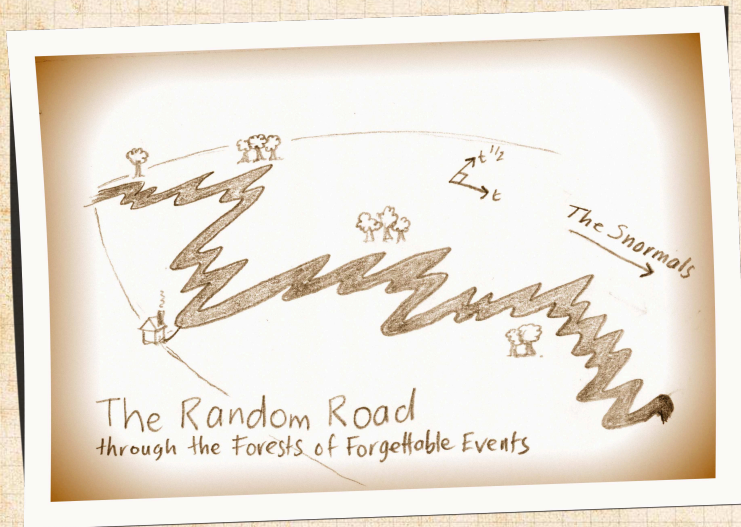 t^{1/2}
t
The Snormals
The Random Road
through the Forests of Forgettable Events